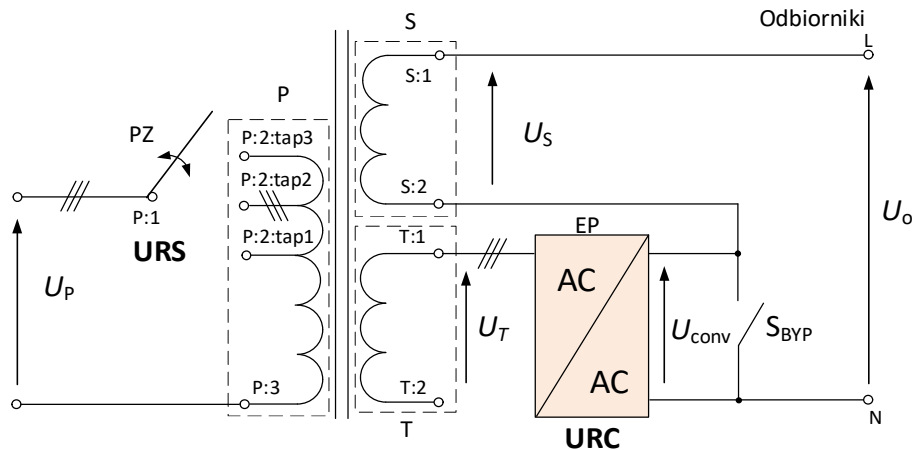 Odbiorniki
S
L
S:1
P
PZ
P:2:tap3
U_S
P:2:tap2
S:2
P:1
U_o
URS
P:2:tap1
T:1
EP
U_P
AC
U_T
U_conv
S_BYP
AC
P:3
T:2
N
T
URC